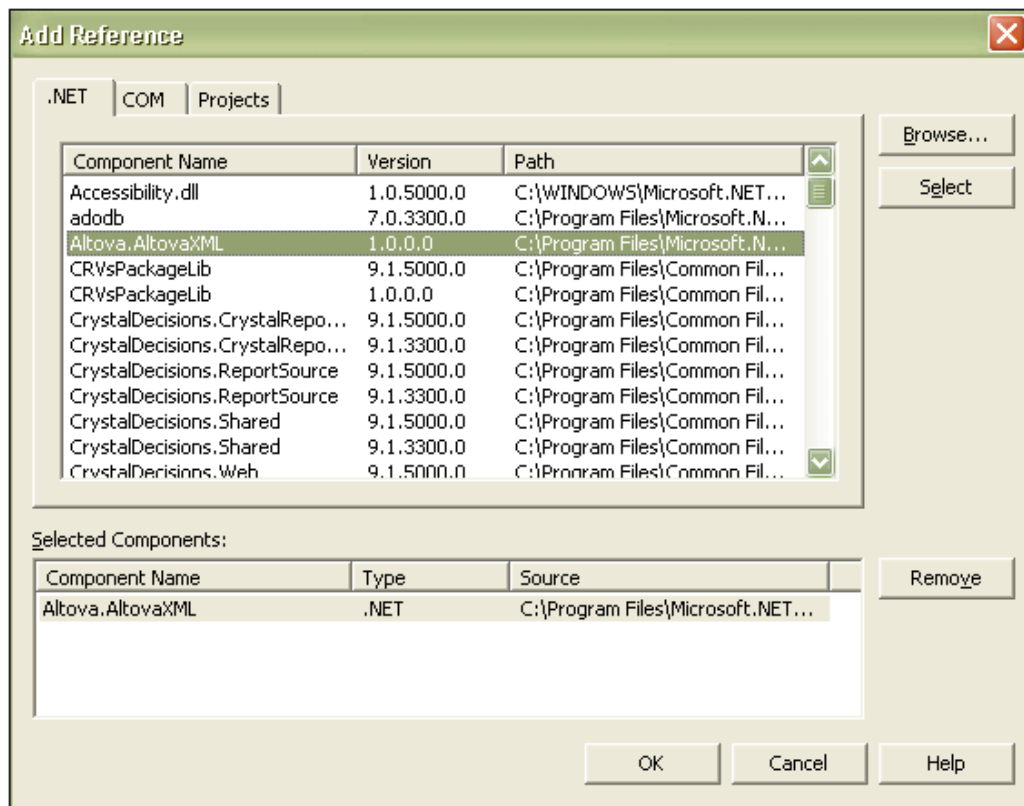 Add Reference
.NET COM Projects
Browse...
Select
Component Name Version Path
Accessibility.dll 1.0.5000.0 C:\WINDOWS\Microsoft.NET...
adodb 7.0.3300.0 C:\Program Files\Microsoft.N...
Altova.AltovaXML 1.0.0.0 C:\Program Files\Microsoft.N...
CRVsPackageLib 9.1.5000.0 C:\Program Files\Common Fil...
CRVsPackageLib 1.0.0.0 C:\Program Files\Common Fil...
CrystalDecisions.CrystalRepo... 9.1.5000.0 C:\Program Files\Common Fil...
CrystalDecisions.CrystalRepo... 9.1.3300.0 C:\Program Files\Common Fil...
CrystalDecisions.ReportSource 9.1.5000.0 C:\Program Files\Common Fil...
CrystalDecisions.ReportSource 9.1.3300.0 C:\Program Files\Common Fil...
CrystalDecisions.Shared 9.1.5000.0 C:\Program Files\Common Fil...
CrystalDecisions.Shared 9.1.3300.0 C:\Program Files\Common Fil...
CrystalDecisions.Web 9.1.5000.0 C:\Program Files\Common Fil...
Selected Components:
Component Name Type Source
Remove
Altova.AltovaXML .NET C:\Program Files\Microsoft.NET...
OK Cancel Help